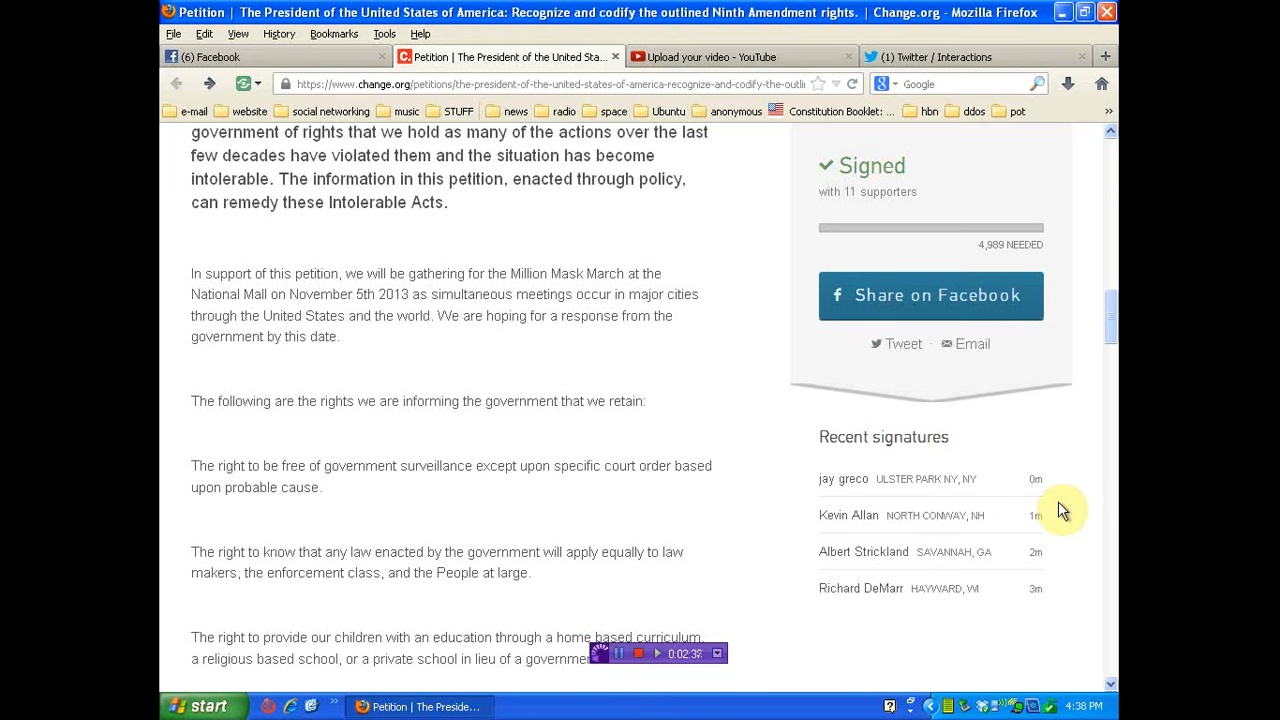 Petition | The President of the United States of America: Recognize and codify the outlined Ninth Amendment rights. | Change.org - Mozilla Firefox
File Edit View History Bookmarks Tools Help
Facebook
Petition | The President of the United Sta...
Upload your video - YouTube
(1) Twitter / Interactions
https://www.change.org/petitions/the-president-of-the-united-states-of-america-recognize-and-codify-the-outli
Google
e-mail website social networking music STUFF news radio space Ubuntu anonymous Constitution Booklet: ... hbn ddos pot »
government of rights that we hold as many of the actions over the last
few decades have violated them and the situation has become
intolerable. The information in this petition, enacted through policy,
can remedy these Intolerable Acts.
In support of this petition, we will be gathering for the Million Mask March at the
National Mall on November 5th 2013 as simultaneous meetings occur in major cities
through the United States and the world. We are hoping for a response from the
government by this date.
The following are the rights we are informing the government that we retain:
The right to be free of government surveillance except upon specific court order based
upon probable cause.
The right to know that any law enacted by the government will apply equally to law
makers, the enforcement class, and the People at large.
The right to provide our children with an education through a home based curriculum,
a religious based school, or a private school in lieu of a governme
Signed
with 11 supporters
4,989 NEEDED
f Share on Facebook
Tweet · Email
Recent signatures
jay greco ULSTER PARK NY, NY 0m
Kevin Allan NORTH CONWAY, NH 1m
Albert Strickland SAVANNAH, GA 2m
Richard DeMarr HAYWARD, WI 3m
0:02:37
start
Petition | The Preside...
4:38 PM